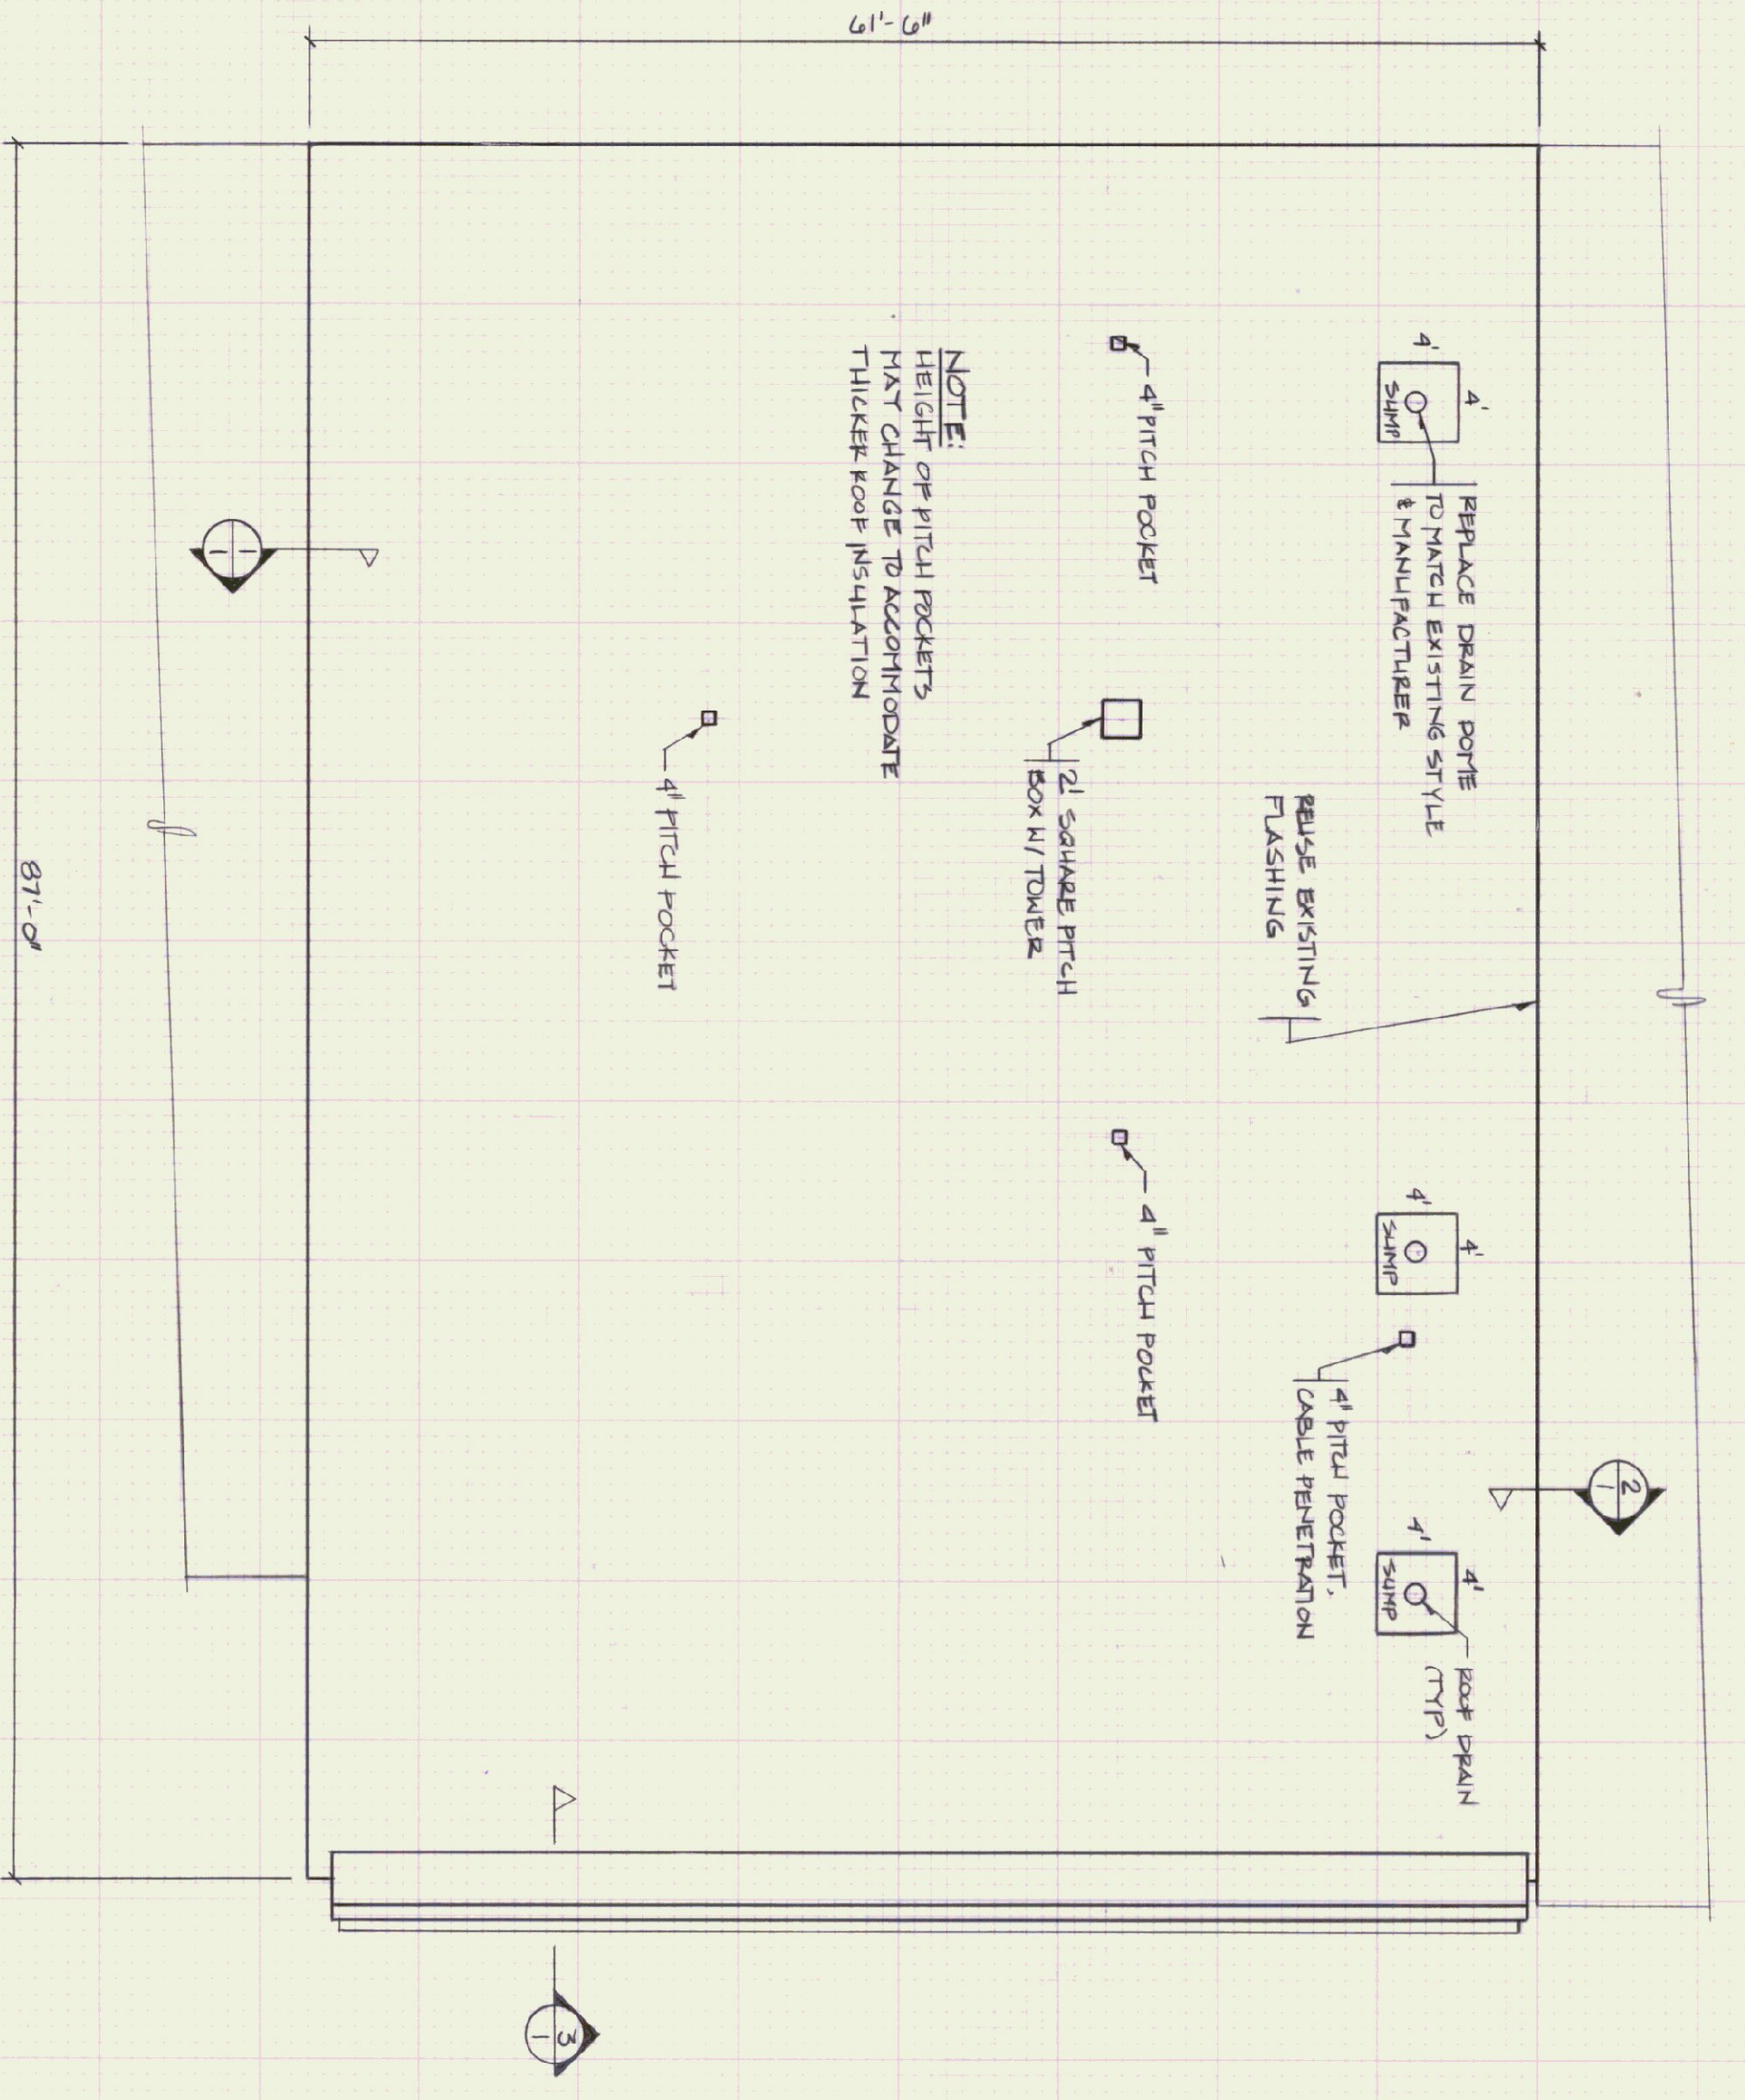 2
1
4'
4'
SUMP
REPLACE DRAIN DOME
TO MATCH EXISTING STYLE
& MANUFACTURER
4'
4'
SUMP
4'
4'
SUMP
ROOF DRAIN
(TYP)
REUSE EXISTING
FLASHING
4" PITCH POCKET,
CABLE PENETRATION
4" PITCH POCKET
2' SQUARE PITCH
BOX W/ TOWER
4" PITCH POCKET
NOTE:
HEIGHT OF PITCH POCKETS
MAY CHANGE TO ACCOMMODATE
THICKER ROOF INSULATION
61'-6"
4" PITCH POCKET
3
1
1
1
87'-0"